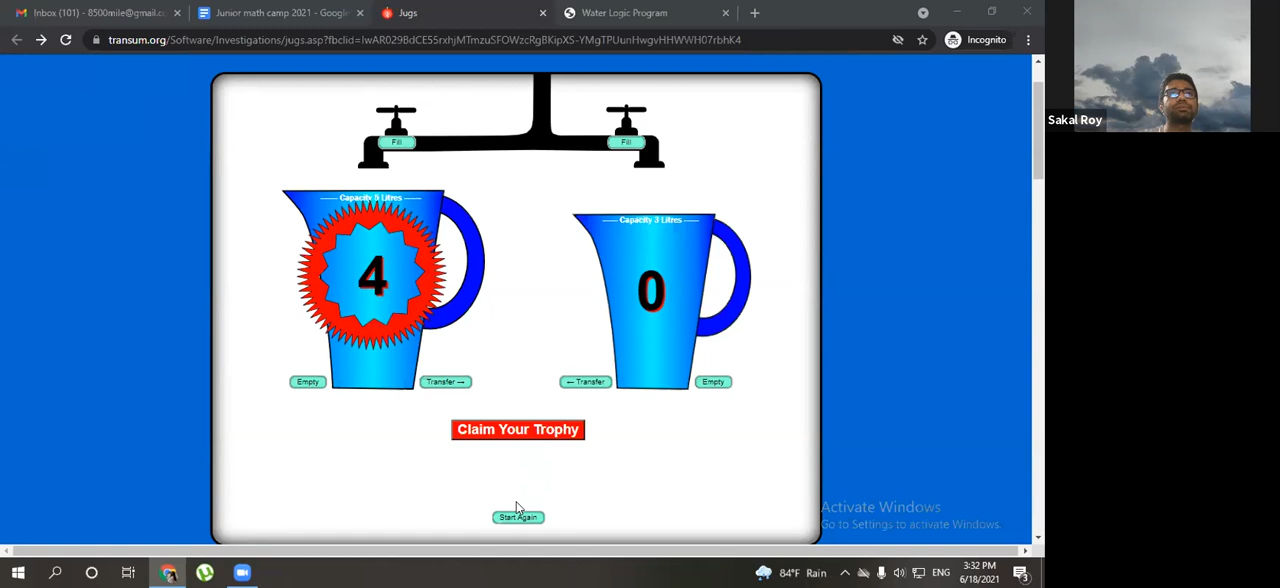 Inbox (101) - 8500mile@gmail.co
Junior math camp 2021 - Google
Jugs
Water Logic Program
transum.org/Software/Investigations/jugs.asp?fbclid=IwAR029BdCE55rxhjMTmzuSFOWzcRgBKipXS-YMgTPUunHwgvHHWWH07rbhK4
Incognito
Sakal Roy
Fill
Fill
Capacity 5 Litres
Capacity 3 Litres
4
0
Empty
Transfer →
← Transfer
Empty
Claim Your Trophy
Start Again
Activate Windows
Go to Settings to activate Windows.
84°F Rain
ENG
3:32 PM
6/18/2021
3